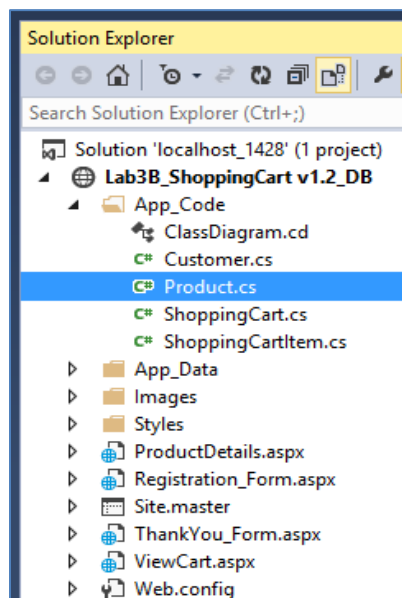 Solution Explorer
Search Solution Explorer (Ctrl+;)
Solution 'localhost_1428' (1 project)
Lab3B_ShoppingCart v1.2_DB
App_Code
ClassDiagram.cd
C# Customer.cs
C# Product.cs
C# ShoppingCart.cs
C# ShoppingCartItem.cs
App_Data
Images
Styles
ProductDetails.aspx
Registration_Form.aspx
Site.master
ThankYou_Form.aspx
ViewCart.aspx
Web.config